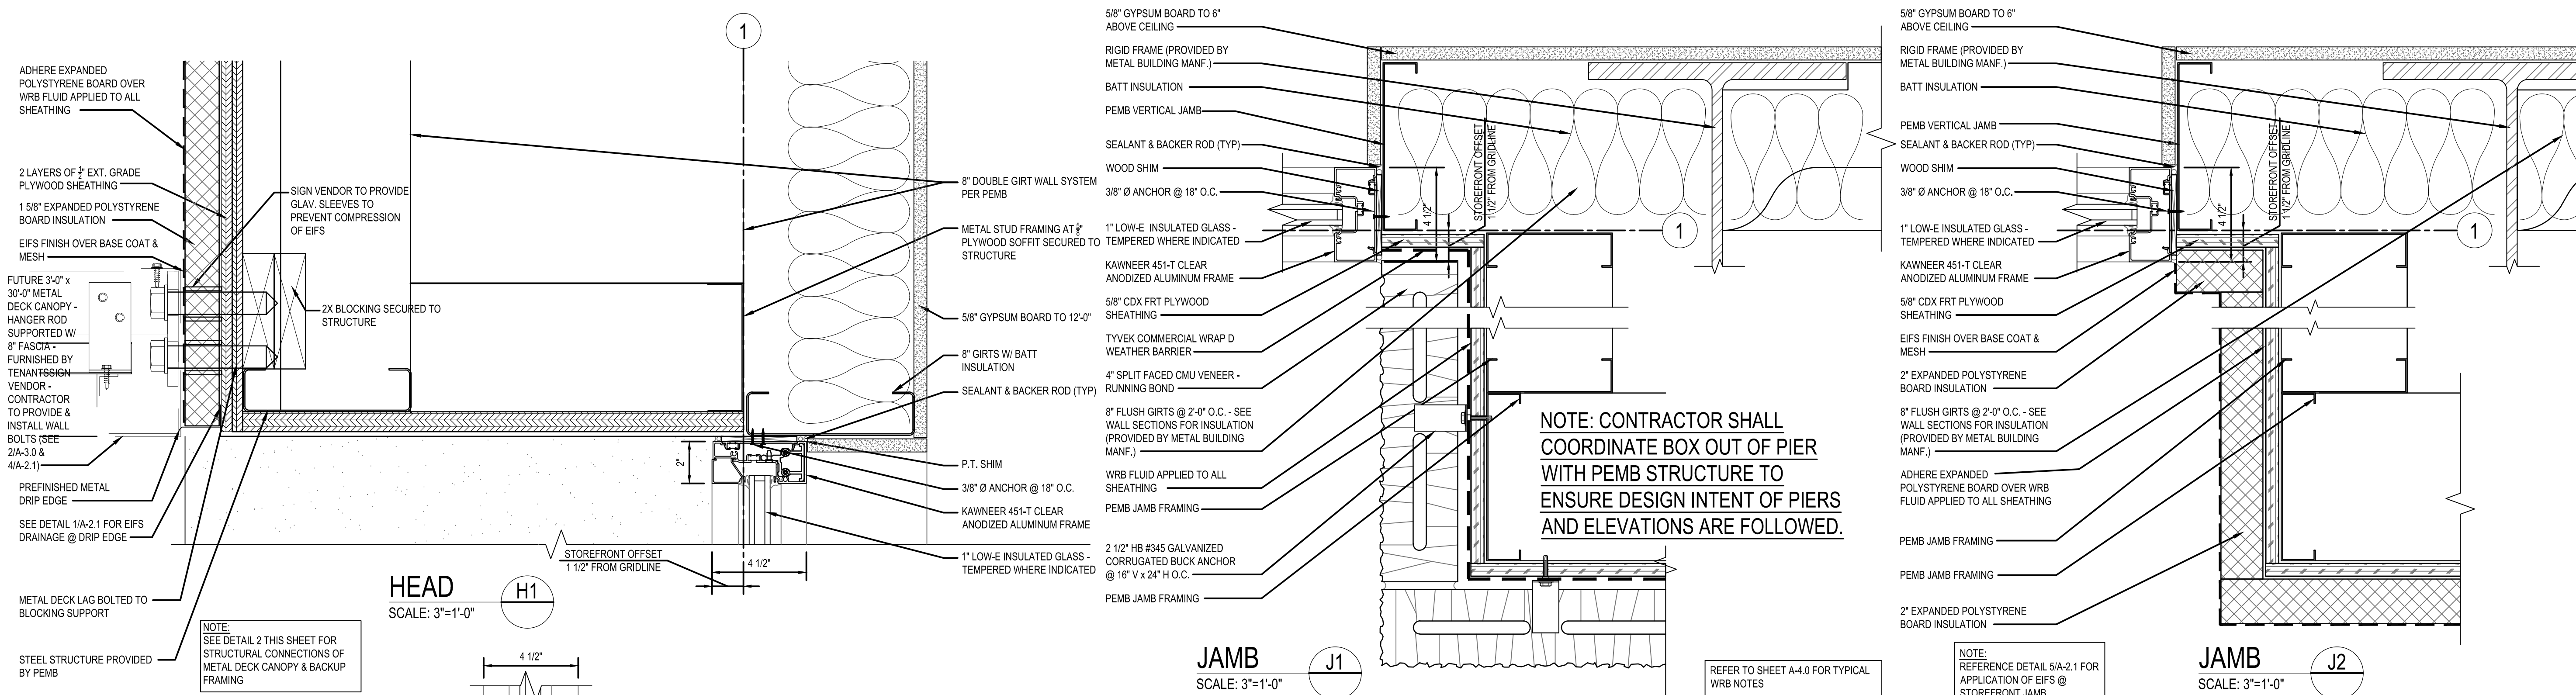 ADHERE EXPANDED
POLYSTYRENE BOARD OVER
WRB FLUID APPLIED TO ALL
SHEATHING
2 LAYERS OF ½" EXT. GRADE
PLYWOOD SHEATHING
1 5/8" EXPANDED POLYSTYRENE
BOARD INSULATION
EIFS FINISH OVER BASE COAT &
MESH
FUTURE 3'-0" x
30'-0" METAL
DECK CANOPY -
HANGER ROD
SUPPORTED W/
8" FASCIA -
FURNISHED BY
TENANTSSIGN
VENDOR -
CONTRACTOR
TO PROVIDE &
INSTALL WALL
BOLTS (SEE
2/A-3.0 &
4/A-2.1)
PREFINISHED METAL
DRIP EDGE
SEE DETAIL 1/A-2.1 FOR EIFS
DRAINAGE @ DRIP EDGE
METAL DECK LAG BOLTED TO
BLOCKING SUPPORT
STEEL STRUCTURE PROVIDED
BY PEMB
SIGN VENDOR TO PROVIDE
GLAV. SLEEVES TO
PREVENT COMPRESSION
OF EIFS
2X BLOCKING SECURED TO
STRUCTURE
1
8" DOUBLE GIRT WALL SYSTEM
PER PEMB
METAL STUD FRAMING AT
PLYWOOD SOFFIT SECURED TO
STRUCTURE
5/8" GYPSUM BOARD TO 12'-0"
8" GIRTS W/ BATT
INSULATION
SEALANT & BACKER ROD (TYP)
P.T. SHIM
3/8" Ø ANCHOR @ 18" O.C.
KAWNEER 451-T CLEAR
ANODIZED ALUMINUM FRAME
1" LOW-E INSULATED GLASS -
TEMPERED WHERE INDICATED
2"
STOREFRONT OFFSET
1 1/2" FROM GRIDLINE
4 1/2"
HEAD
SCALE: 3"=1'-0"
H1
NOTE:
SEE DETAIL 2 THIS SHEET FOR
STRUCTURAL CONNECTIONS OF
METAL DECK CANOPY & BACKUP
FRAMING
4 1/2"
5/8" GYPSUM BOARD TO 6"
ABOVE CEILING
RIGID FRAME (PROVIDED BY
METAL BUILDING MANF.)
BATT INSULATION
PEMB VERTICAL JAMB
SEALANT & BACKER ROD (TYP)
WOOD SHIM
3/8" Ø ANCHOR @ 18" O.C.
1" LOW-E INSULATED GLASS -
TEMPERED WHERE INDICATED
KAWNEER 451-T CLEAR
ANODIZED ALUMINUM FRAME
5/8" CDX FRT PLYWOOD
SHEATHING
TYVEK COMMERCIAL WRAP D
WEATHER BARRIER
4" SPLIT FACED CMU VENEER -
RUNNING BOND
8" FLUSH GIRTS @ 2'-0" O.C. - SEE
WALL SECTIONS FOR INSULATION
(PROVIDED BY METAL BUILDING
MANF.)
WRB FLUID APPLIED TO ALL
SHEATHING
PEMB JAMB FRAMING
2 1/2" HB #345 GALVANIZED
CORRUGATED BUCK ANCHOR
@ 16" V x 24" H O.C.
PEMB JAMB FRAMING
4 1/2"
STOREFRONT OFFSET
1 1/2" FROM GRIDLINE
1
NOTE: CONTRACTOR SHALL
COORDINATE BOX OUT OF PIER
WITH PEMB STRUCTURE TO
ENSURE DESIGN INTENT OF PIERS
AND ELEVATIONS ARE FOLLOWED.
JAMB
SCALE: 3"=1'-0"
J1
REFER TO SHEET A-4.0 FOR TYPICAL
WRB NOTES
5/8" GYPSUM BOARD TO 6"
ABOVE CEILING
RIGID FRAME (PROVIDED BY
METAL BUILDING MANF.)
BATT INSULATION
PEMB VERTICAL JAMB
SEALANT & BACKER ROD (TYP)
WOOD SHIM
3/8" Ø ANCHOR @ 18" O.C.
1" LOW-E INSULATED GLASS -
TEMPERED WHERE INDICATED
KAWNEER 451-T CLEAR
ANODIZED ALUMINUM FRAME
5/8" CDX FRT PLYWOOD
SHEATHING
EIFS FINISH OVER BASE COAT &
MESH
2" EXPANDED POLYSTYRENE
BOARD INSULATION
8" FLUSH GIRTS @ 2'-0" O.C. - SEE
WALL SECTIONS FOR INSULATION
(PROVIDED BY METAL BUILDING
MANF.)
ADHERE EXPANDED
POLYSTYRENE BOARD OVER WRB
FLUID APPLIED TO ALL SHEATHING
PEMB JAMB FRAMING
PEMB JAMB FRAMING
2" EXPANDED POLYSTYRENE
BOARD INSULATION
4 1/2"
STOREFRONT OFFSET
1 1/2" FROM GRIDLINE
1
NOTE:
REFERENCE DETAIL 5/A-2.1 FOR
APPLICATION OF EIFS @
STOREFRONT JAMB
JAMB
SCALE: 3"=1'-0"
J2